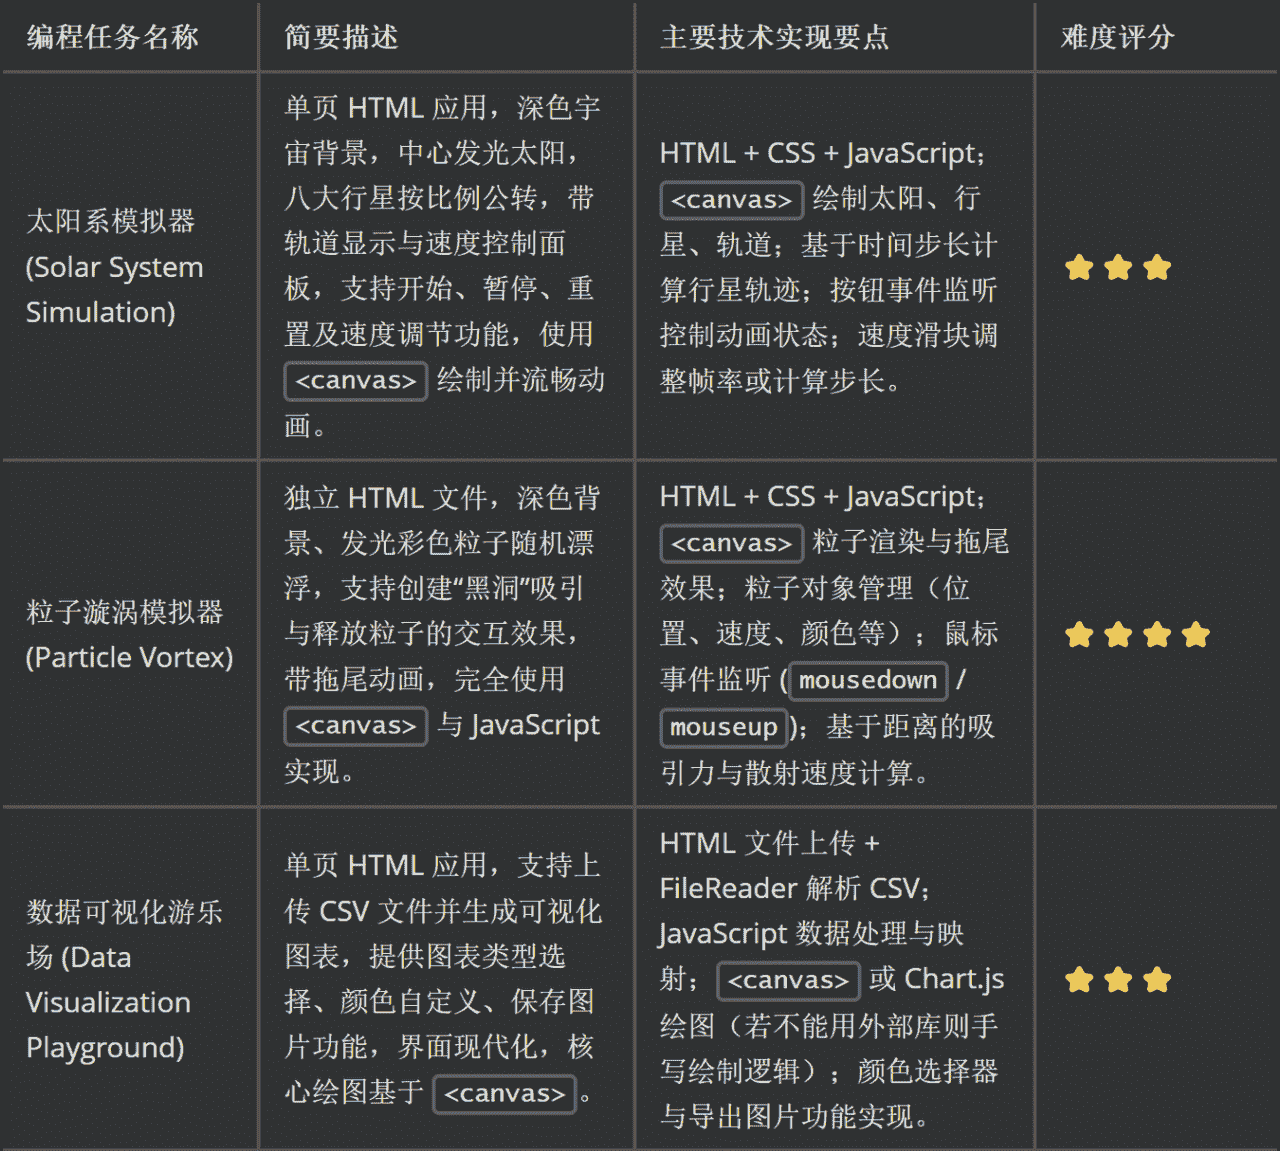 编程任务名称
简要描述
主要技术实现要点
难度评分
太阳系模拟器
(Solar System
Simulation)
单页 HTML 应用，深色宇
宙背景，中心发光太阳，
八大行星按比例公转，带
轨道显示与速度控制面
板，支持开始、暂停、重
置及速度调节功能，使用
<canvas> 绘制并流畅动
画。
HTML + CSS + JavaScript；
<canvas> 绘制太阳、行
星、轨道；基于时间步长计
算行星轨迹；按钮事件监听
控制动画状态；速度滑块调
整帧率或计算步长。
粒子漩涡模拟器
(Particle Vortex)
独立 HTML 文件，深色背
景、发光彩色粒子随机漂
浮，支持创建“黑洞”吸引
与释放粒子的交互效果，
带拖尾动画，完全使用
<canvas> 与 JavaScript
实现。
HTML + CSS + JavaScript；
<canvas> 粒子渲染与拖尾
效果；粒子对象管理（位
置、速度、颜色等）；鼠标
事件监听 (mousedown /
mouseup)；基于距离的吸
引力与散射速度计算。
数据可视化游乐
场 (Data
Visualization
Playground)
单页 HTML 应用，支持上
传 CSV 文件并生成可视化
图表，提供图表类型选
择、颜色自定义、保存图
片功能，界面现代化，核
心绘图基于 <canvas>。
HTML 文件上传 +
FileReader 解析 CSV；
JavaScript 数据处理与映
射；<canvas> 或 Chart.js
绘图（若不能用外部库则手
写绘制逻辑）；颜色选择器
与导出图片功能实现。